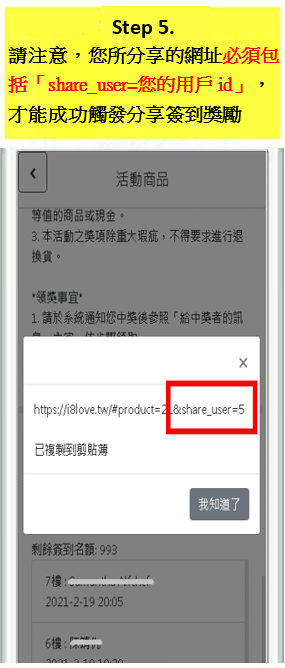 Step 5.
請注意，您所分享的網址必須包
括「share_user=您的用戶 id」，
才能成功觸發分享簽到獎勵
活動商品
等值的商品或現金。
3. 本活動之獎項除重大瑕疵，不得要求進行退
換貨。
*領獎事宜*
1. 請於系統通知您中獎後參照「給中獎者的訊
×
https://i8love.tw/#product=21&share_user=5
已複製到剪貼薄
我知道了
剩餘簽到名額: 993
7樓 :
2021-2-19 20:05
6樓 :